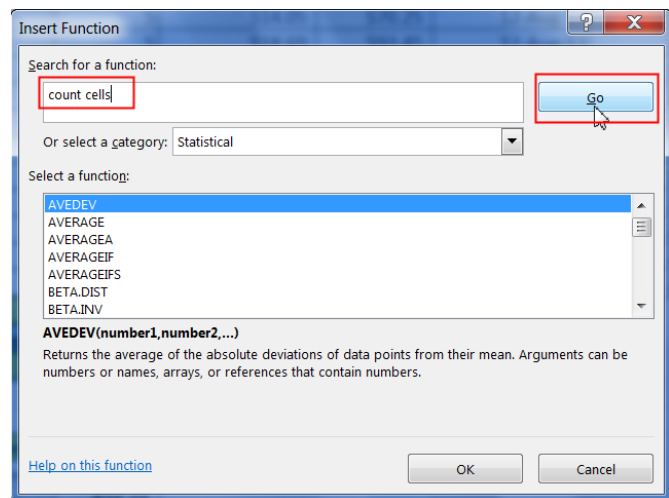 Insert Function
?
X
Search for a function:
count cells
Go
Or select a category: Statistical
Select a function:
AVEDEV
AVERAGE
AVERAGEA
AVERAGEIF
AVERAGEIFS
BETA.DIST
BETA.INV
AVEDEV(number1,number2,...)
Returns the average of the absolute deviations of data points from their mean. Arguments can be
numbers or names, arrays, or references that contain numbers.
Help on this function
OK
Cancel